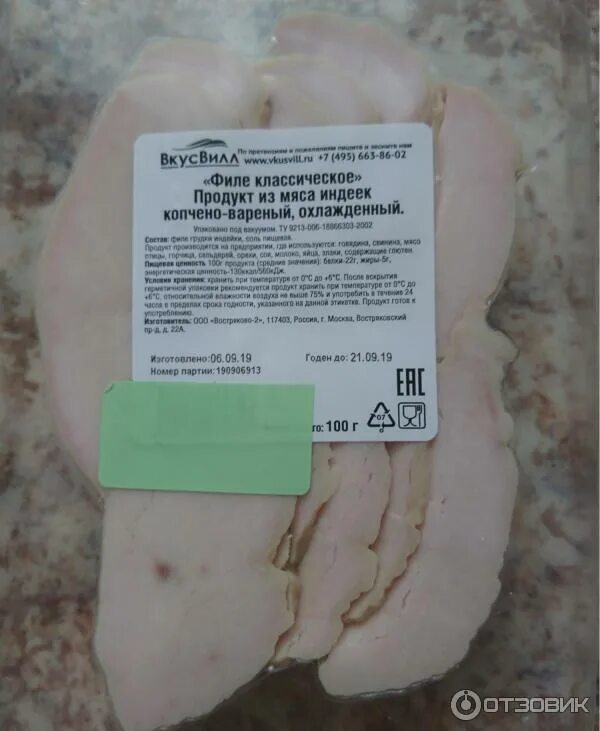 ВкусВилл
По претензиям и пожеланиям пишите и звоните нам
www.vkusvill.ru +7 (495) 663-86-02
«Филе классическое»
Продукт из мяса индеек
копчено-вареный, охлажденный.
Упаковано под вакуумом. ТУ 9213-006-18866303-2002
Состав: филе грудки индейки, соль пищевая.
Продукт производится на предприятии, где используются: говядина, свинина, мясо
птицы, горчица, сельдерей, орехи, соя, молоко, яйца, злаки, содержащие глютен.
Пищевая ценность 100г продукта (средние значения): белки-22г, жиры-5г,
энергетическая ценность-130ккал/560кДж.
Условия хранения: хранить при температуре от 0°С до +6°С. После вскрытия
герметичной упаковки рекомендуется продукт хранить при температуре от 0°С до
+6°С, относительной влажности воздуха не выше 75% и употребить в течение 24
часов в пределах срока годности, указанного на данной этикетке. Продукт готов к
употреблению.
Изготовитель: ООО «Востряково-2», 117403, Россия, г. Москва, Востряковский
пр-д, д. 22А.
Изготовлено:06.09.19 Годен до: 21.09.19
Номер партии: 190906913
ЕАС
то: 100 г
07
ОТЗОВИК